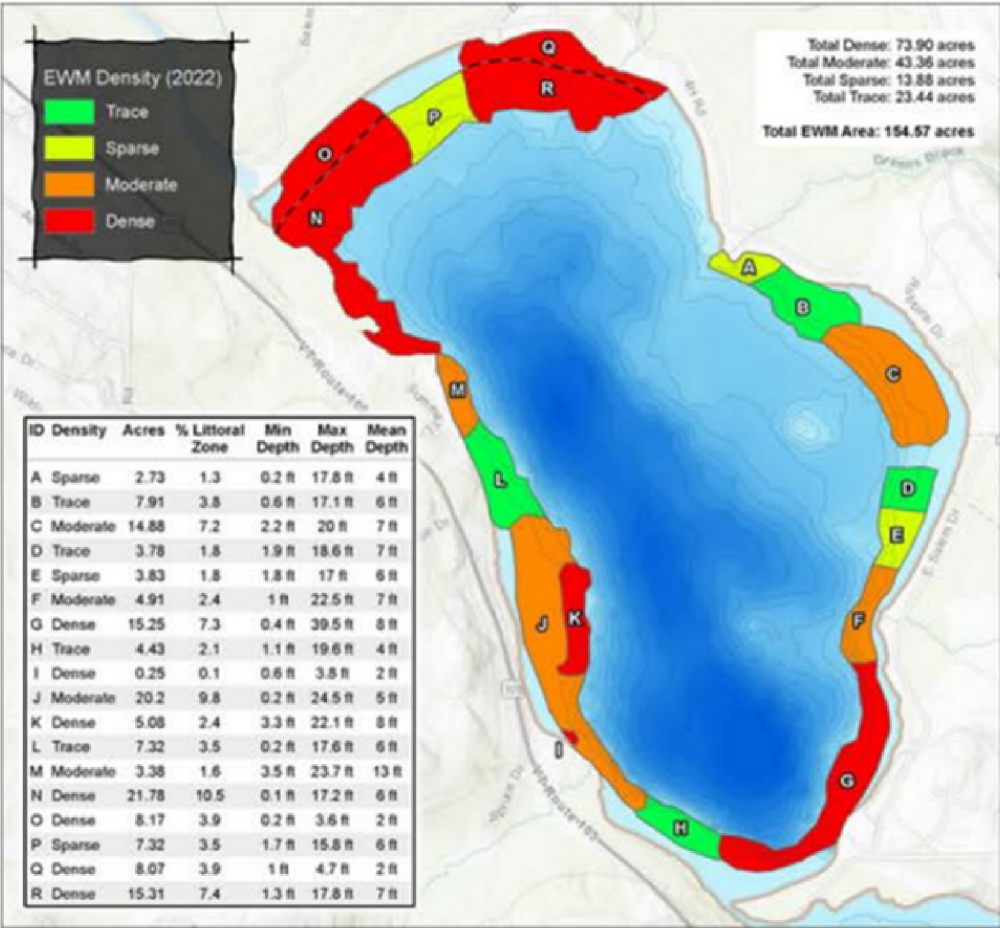 EWM Density (2022)
Trace
Sparse
Moderate
Dense
Total Dense: 73.90 acres
Total Moderate: 43.36 acres
Total Sparse: 13.88 acres
Total Trace: 23.44 acres
Total EWM Area: 154.57 acres
Q
R
P
O
N
A
B
C
M
L
D
E
F
J
K
I
G
H
E Salem Dr
VT-Route-105
ID Density Acres % Littoral Zone Min Depth Max Depth Mean Depth
A Sparse 2.73 1.3 0.2 ft 17.8 ft 4 ft
B Trace 7.91 3.8 0.6 ft 17.1 ft 6 ft
C Moderate 14.88 7.2 2.2 ft 20 ft 7 ft
D Trace 3.78 1.8 1.9 ft 18.6 ft 7 ft
E Sparse 3.83 1.8 1.8 ft 17 ft 6 ft
F Moderate 4.91 2.4 1 ft 22.5 ft 7 ft
G Dense 15.25 7.3 0.4 ft 39.5 ft 8 ft
H Trace 4.43 2.1 1.1 ft 19.6 ft 4 ft
I Dense 0.25 0.1 0.6 ft 3.8 ft 2 ft
J Moderate 20.2 9.8 0.2 ft 24.5 ft 5 ft
K Dense 5.08 2.4 3.3 ft 22.1 ft 8 ft
L Trace 7.32 3.5 0.2 ft 17.6 ft 6 ft
M Moderate 3.38 1.6 3.5 ft 23.7 ft 13 ft
N Dense 21.78 10.5 0.1 ft 17.2 ft 6 ft
O Dense 8.17 3.9 0.2 ft 3.6 ft 2 ft
P Sparse 7.32 3.5 1.7 ft 15.8 ft 6 ft
Q Dense 8.07 3.9 1 ft 4.7 ft 2 ft
R Dense 15.31 7.4 1.3 ft 17.8 ft 7 ft